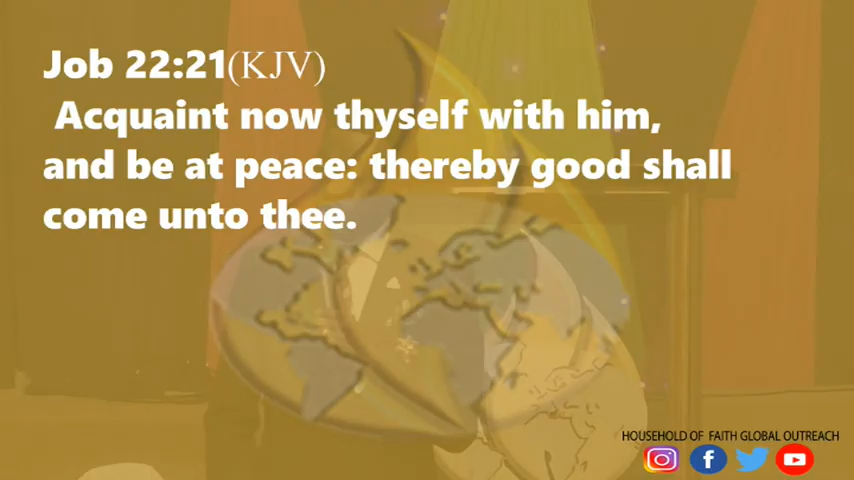 Job 22:21(KJV)
Acquaint now thyself with him,
and be at peace: thereby good shall
come unto thee.
HOUSEHOLD OF FAITH GLOBAL OUTREACH